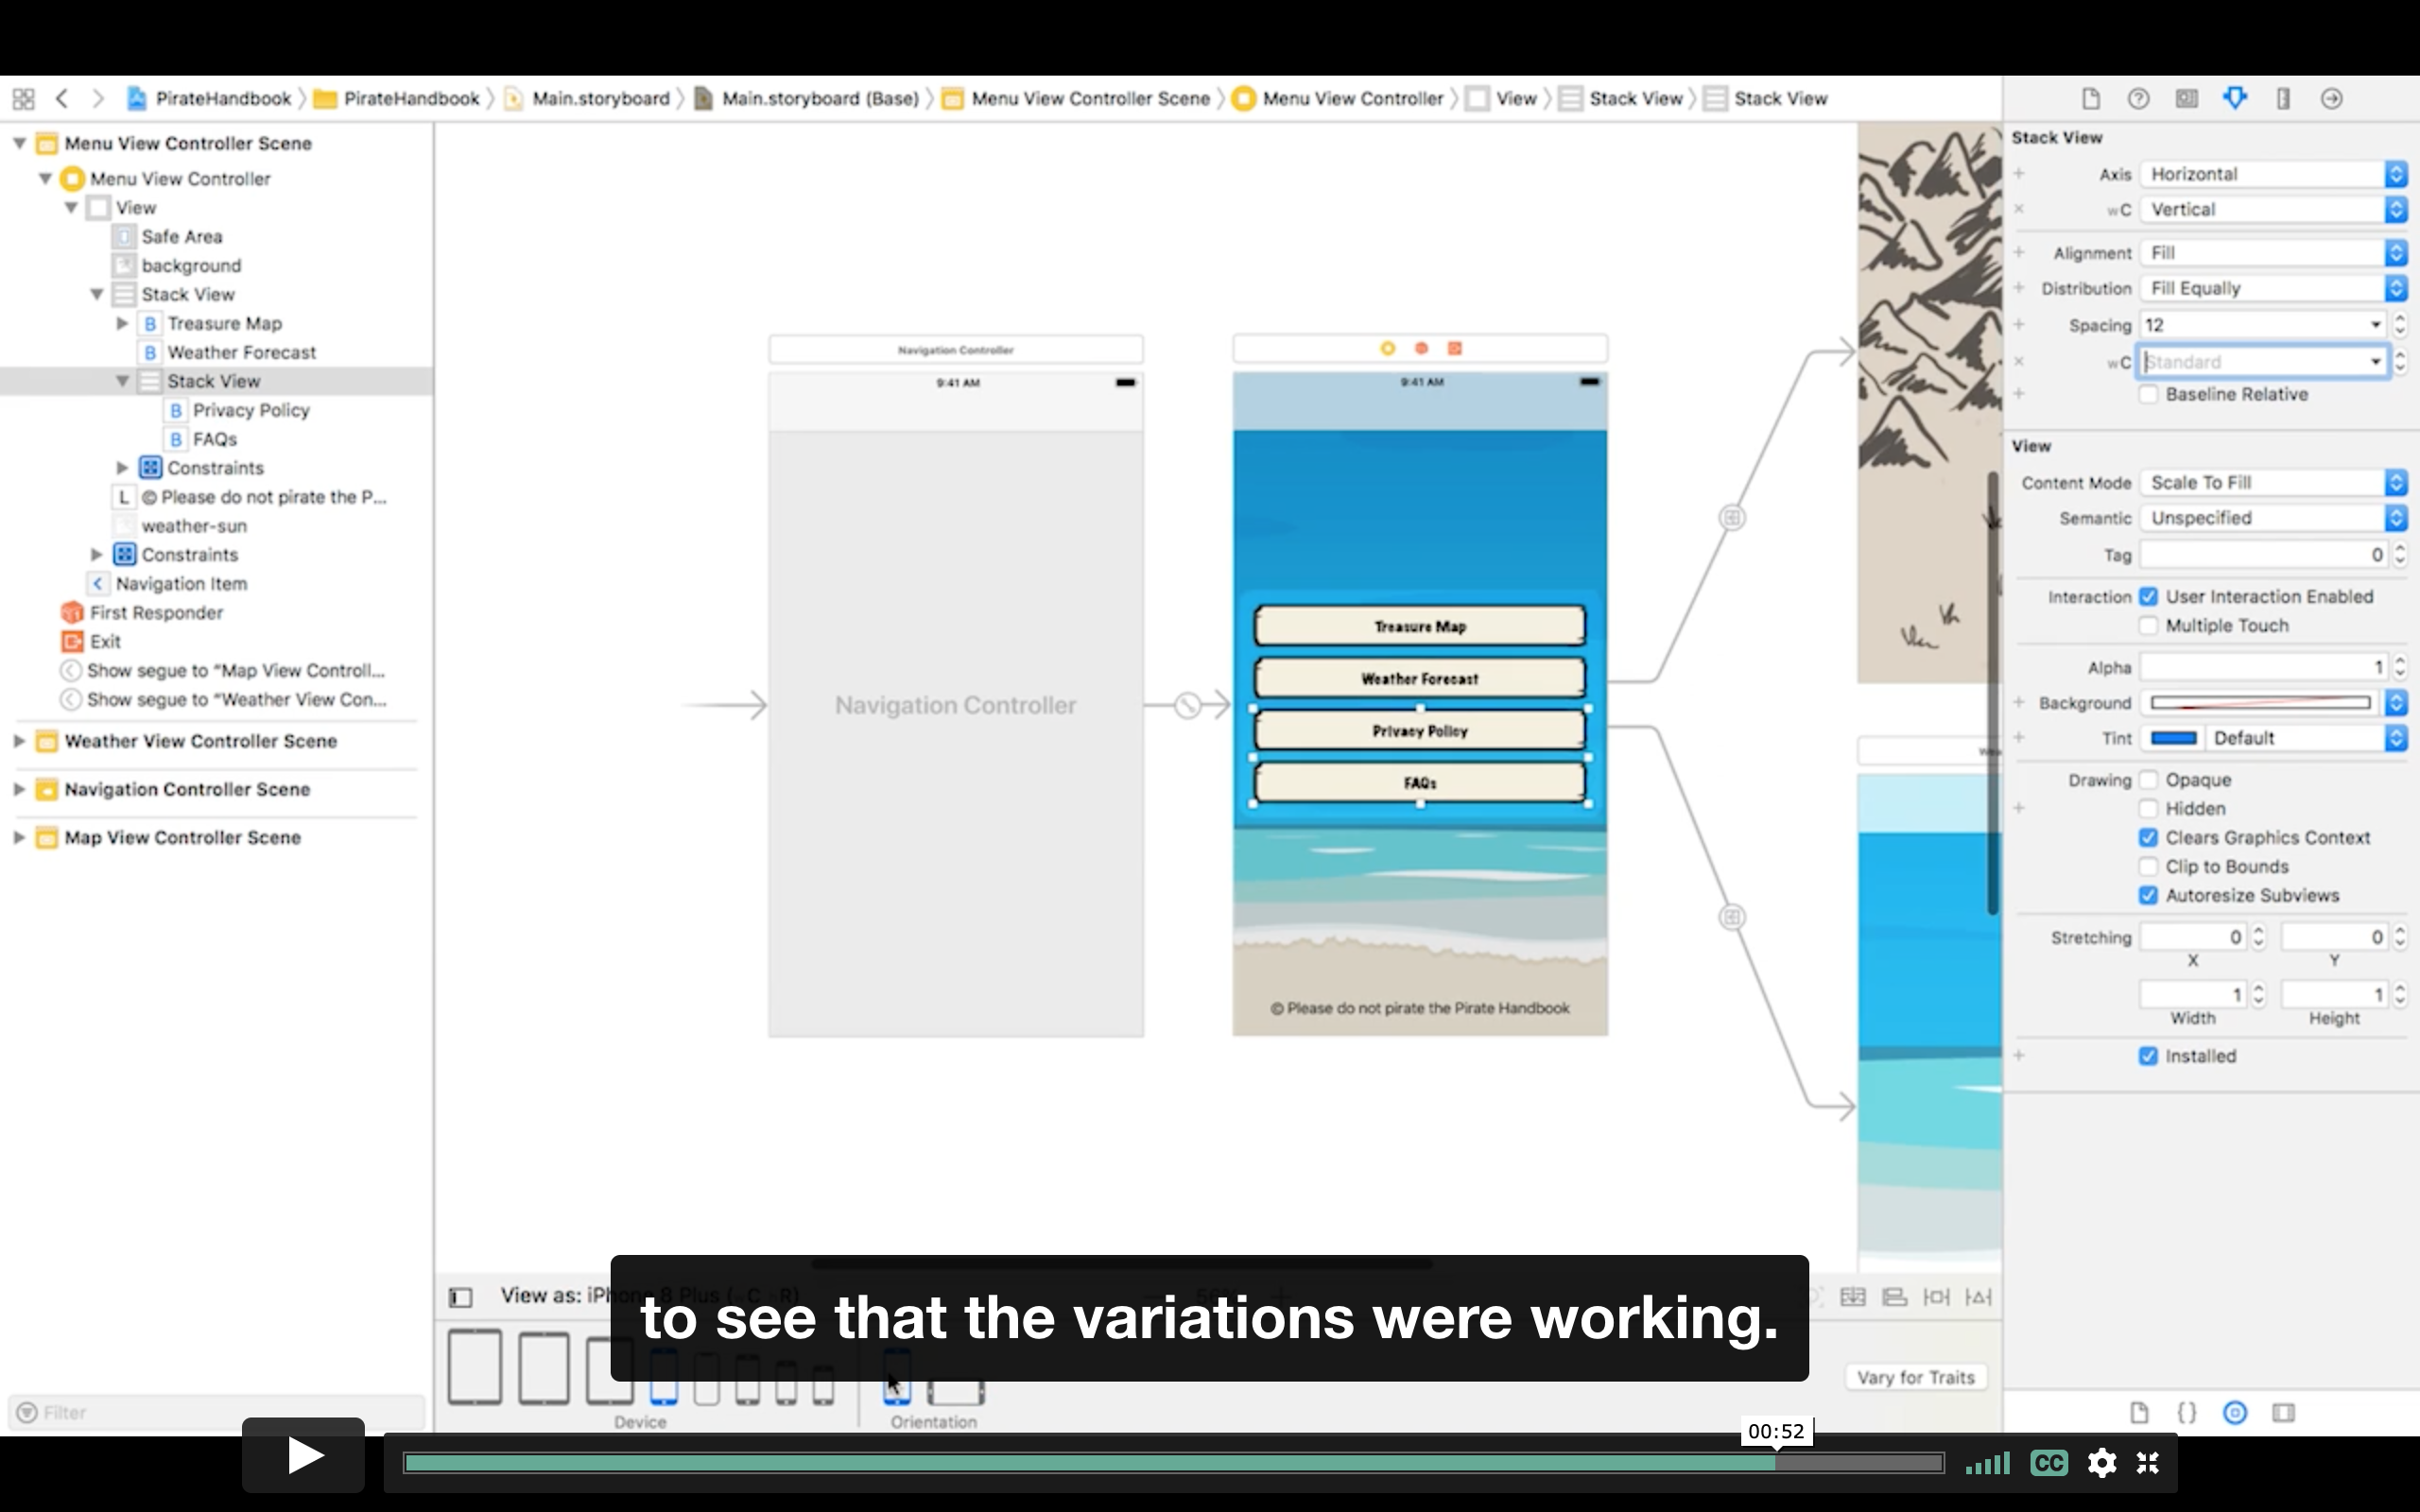 PirateHandbook PirateHandbook Main.storyboard Main.storyboard (Base) Menu View Controller Scene Menu View Controller View Stack View Stack View
Menu View Controller Scene
Menu View Controller
View
Safe Area
background
Stack View
B Treasure Map
B Weather Forecast
Stack View
B Privacy Policy
B FAQs
Constraints
L © Please do not pirate the P...
weather-sun
Constraints
Navigation Item
First Responder
Exit
Show segue to "Map View Controll...
Show segue to "Weather View Con...
Weather View Controller Scene
Navigation Controller Scene
Map View Controller Scene
Filter
Navigation Controller
9:41 AM
Navigation Controller
9:41 AM
Treasure Map
Weather Forecast
Privacy Policy
FAQs
© Please do not pirate the Pirate Handbook
View as: iPhone 8 Plus (wC hR)
to see that the variations were working.
Device
Orientation
Vary for Traits
Stack View
Axis Horizontal
wC Vertical
Alignment Fill
Distribution Fill Equally
Spacing 12
wC Standard
Baseline Relative
View
Content Mode Scale To Fill
Semantic Unspecified
Tag 0
Interaction User Interaction Enabled
Multiple Touch
Alpha 1
Background
Tint Default
Drawing Opaque
Hidden
Clears Graphics Context
Clip to Bounds
Autoresize Subviews
Stretching 0 0
X Y
1 1
Width Height
Installed
00:52
CC